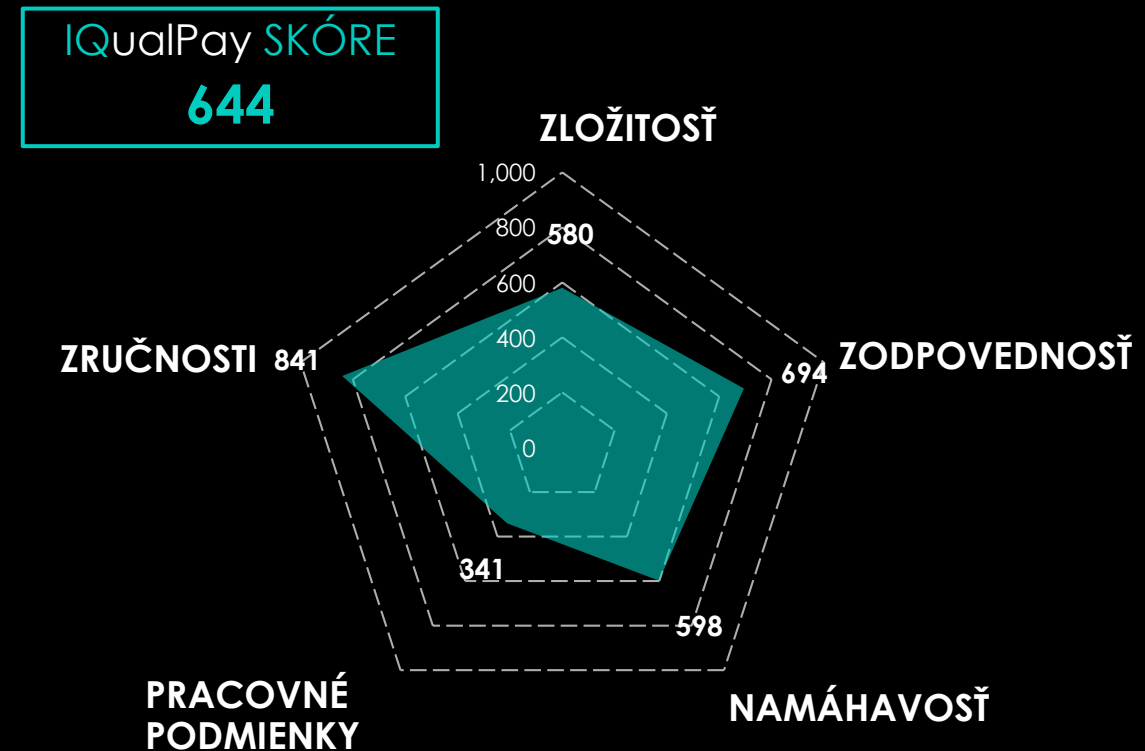 IQualPay SKÓRE
644
ZLOŽITOSŤ
1,000
800
580
600
400
200
0
ZRUČNOSTI
841
694
ZODPOVEDNOSŤ
341
598
PRACOVNÉ
PODMIENKY
NAMÁHAVOSŤ